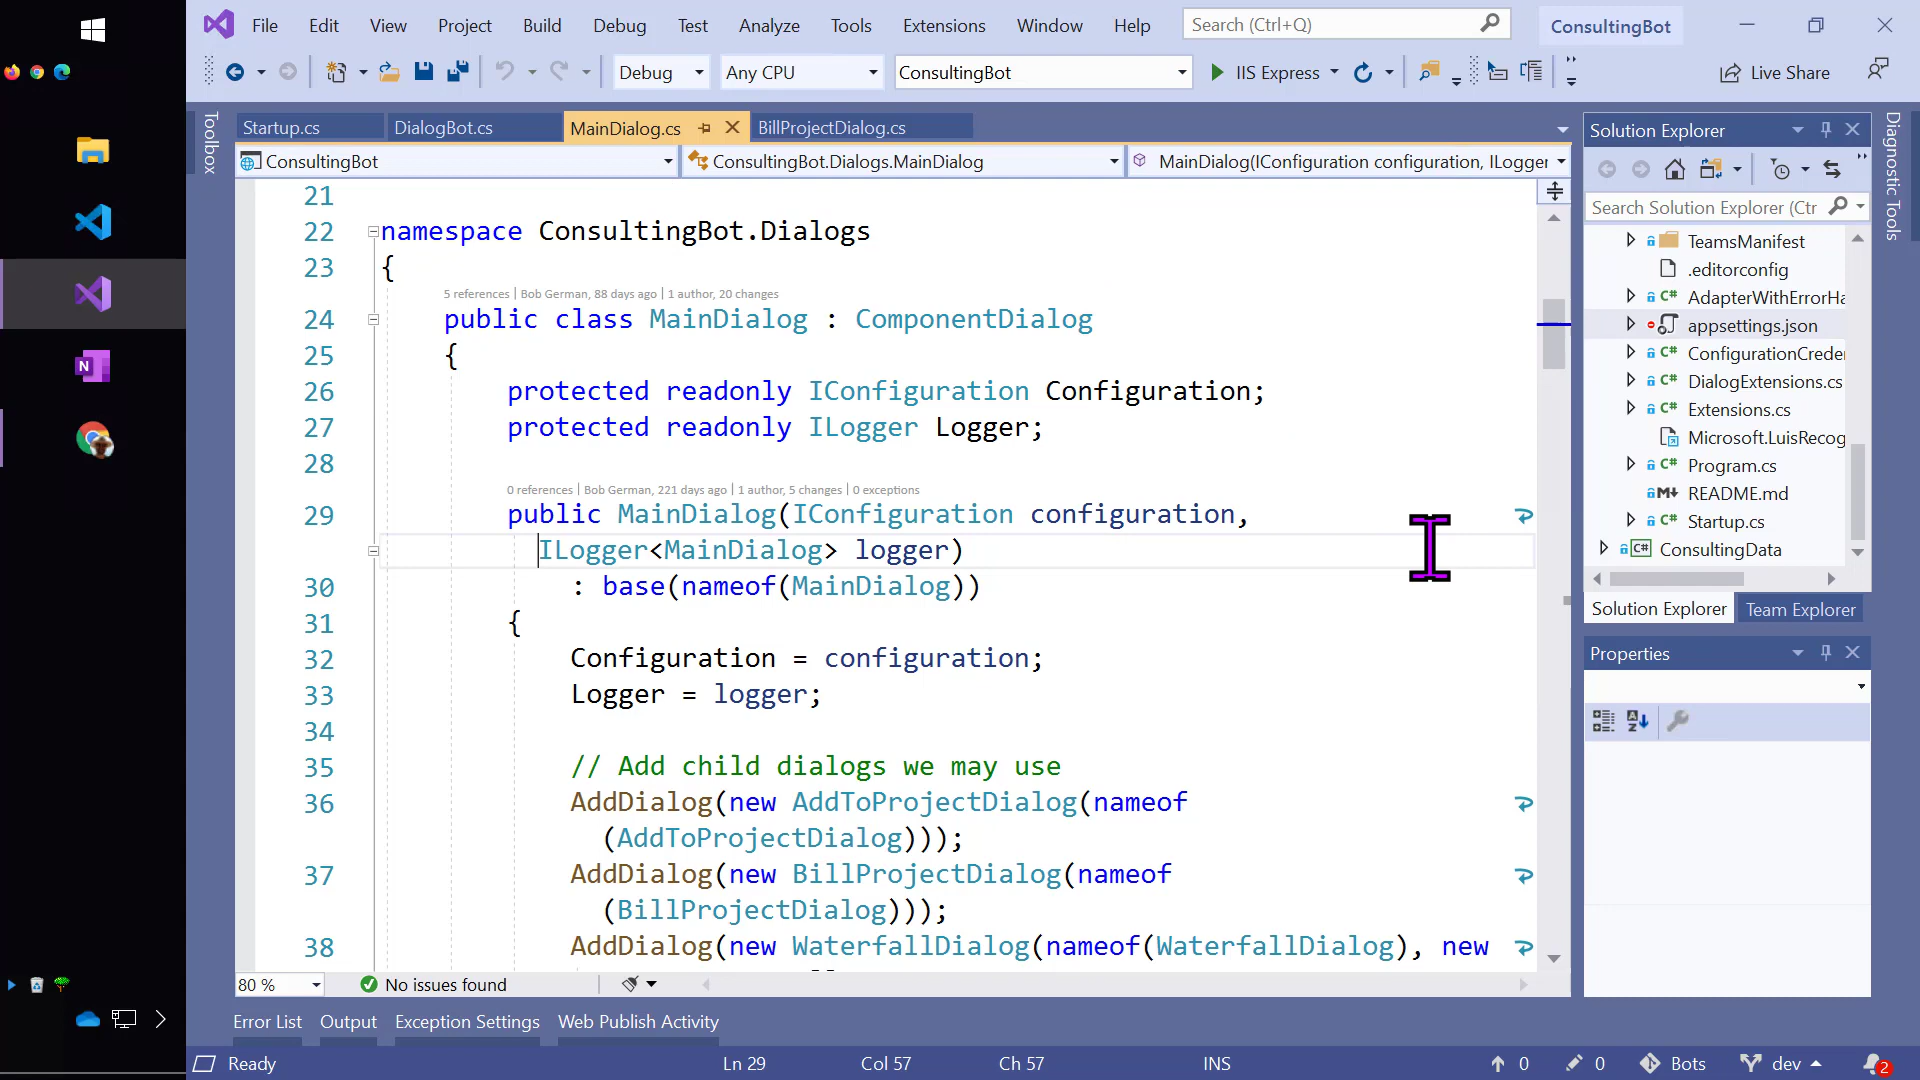 File Edit View Project Build Debug Test Analyze Tools Extensions Window Help Search (Ctrl+Q) ConsultingBot
Debug Any CPU ConsultingBot IIS Express Live Share
Toolbox
Startup.cs DialogBot.cs MainDialog.cs BillProjectDialog.cs
ConsultingBot ConsultingBot.Dialogs.MainDialog MainDialog(IConfiguration configuration, ILogger
21
22 namespace ConsultingBot.Dialogs
23 {
5 references | Bob German, 88 days ago | 1 author, 20 changes
24 public class MainDialog : ComponentDialog
25 {
26 protected readonly IConfiguration Configuration;
27 protected readonly ILogger Logger;
28
0 references | Bob German, 221 days ago | 1 author, 5 changes | 0 exceptions
29 public MainDialog(IConfiguration configuration,
ILogger<MainDialog> logger)
30 : base(nameof(MainDialog))
31 {
32 Configuration = configuration;
33 Logger = logger;
34
35 // Add child dialogs we may use
36 AddDialog(new AddToProjectDialog(nameof
(AddToProjectDialog)));
37 AddDialog(new BillProjectDialog(nameof
(BillProjectDialog)));
38 AddDialog(new WaterfallDialog(nameof(WaterfallDialog), new
80 % No issues found
Error List Output Exception Settings Web Publish Activity
Ready Ln 29 Col 57 Ch 57 INS 0 0 Bots dev 2
Solution Explorer
Search Solution Explorer (Ctr
TeamsManifest
.editorconfig
C# AdapterWithErrorHa
appsettings.json
C# ConfigurationCreder
C# DialogExtensions.cs
C# Extensions.cs
Microsoft.LuisRecog
C# Program.cs
M README.md
C# Startup.cs
C# ConsultingData
Solution Explorer Team Explorer
Properties
Diagnostic Tools
N